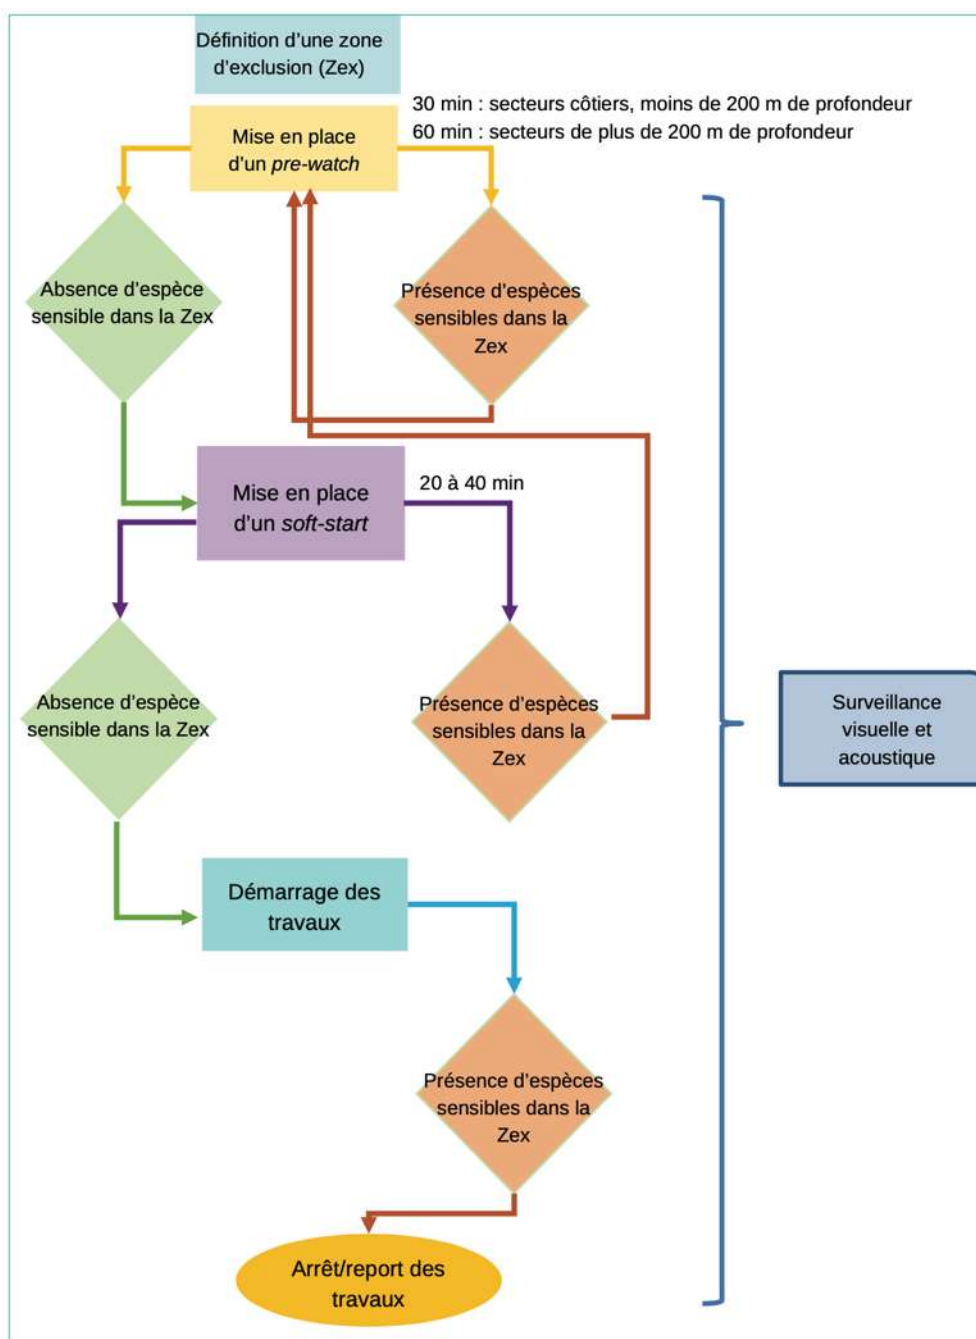 Définition d’une zone
d’exclusion (Zex)
30 min : secteurs côtiers, moins de 200 m de profondeur
60 min : secteurs de plus de 200 m de profondeur
Mise en place
d’un pre-watch
Absence d’espèce
sensible dans la Zex
Présence d’espèces
sensibles dans la
Zex
Mise en place
d’un soft-start
20 à 40 min
Absence d’espèce
sensible dans la Zex
Présence d’espèces
sensibles dans la
Zex
Surveillance
visuelle et
acoustique
Démarrage des
travaux
Présence d’espèces
sensibles dans la
Zex
Arrêt/report des
travaux